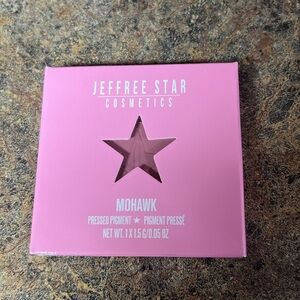 JEFFREE STAR
COSMETICS
MOHAWK
PRESSED PIGMENT ★ PIGMENT PRESSÉ
NET WT. 1 X 1.5 G/0.05 OZ